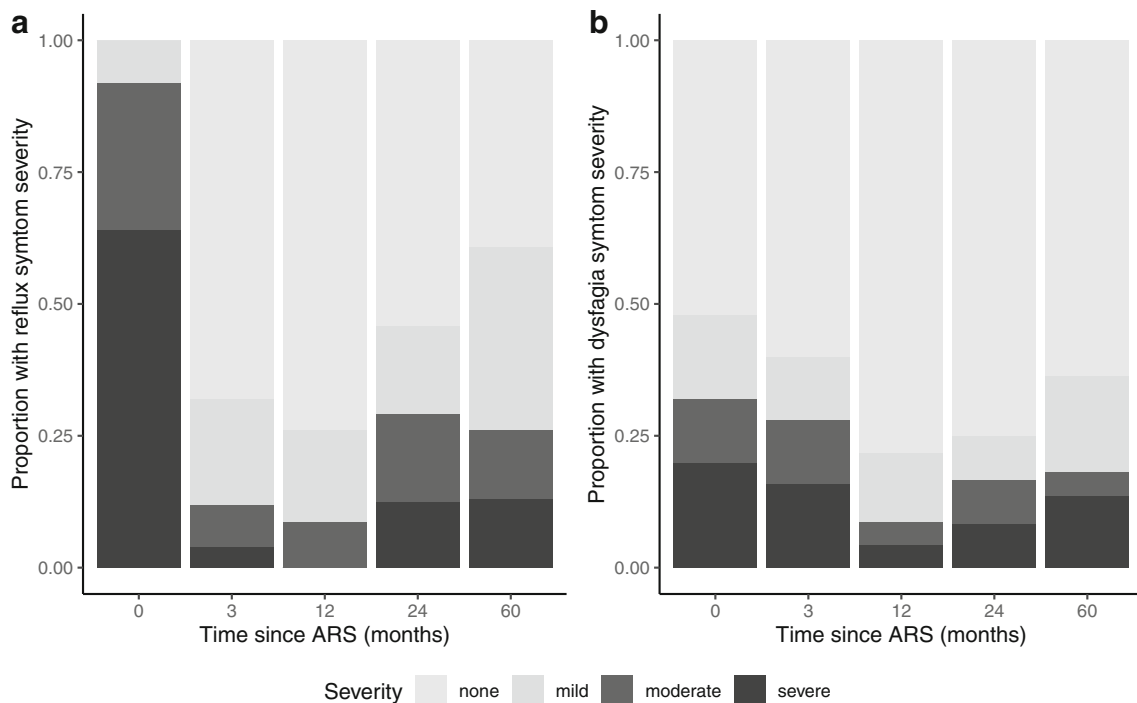 a
Proportion with reflux symtom severity
1.00
0.75
0.50
0.25
0.00
0 3 12 24 60
Time since ARS (months)
b
Proportion with dysfagia symtom severity
1.00
0.75
0.50
0.25
0.00
0 3 12 24 60
Time since ARS (months)
Severity none mild moderate severe